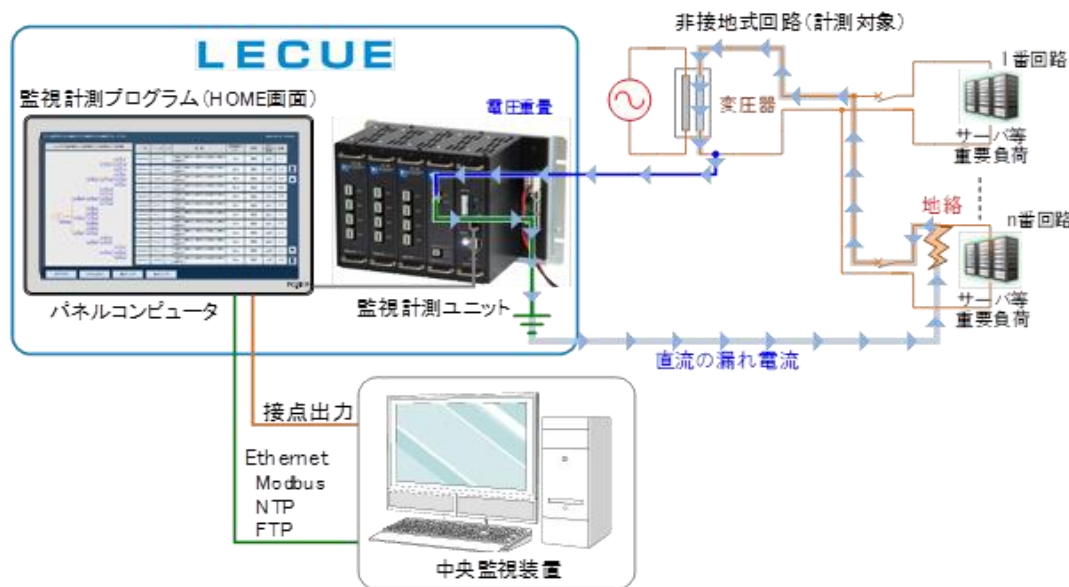 非接地式回路(計測対象)
LECUE
監視計測プログラム(HOME画面)
電圧重畳
変圧器
1番回路
サーバ等
重要負荷
地絡
n番回路
サーバ等
重要負荷
パネルコンピュータ
監視計測ユニット
直流の漏れ電流
接点出力
Ethernet
Modbus
NTP
FTP
中央監視装置